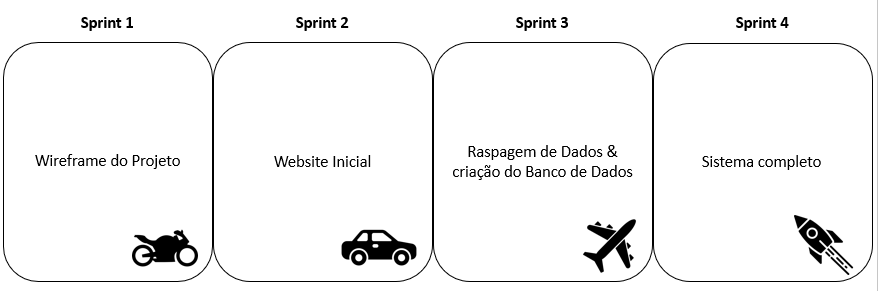 Sprint 1
Sprint 2
Sprint 3
Sprint 4
Wireframe do Projeto
Website Inicial
Raspagem de Dados &
criação do Banco de Dados
Sistema completo